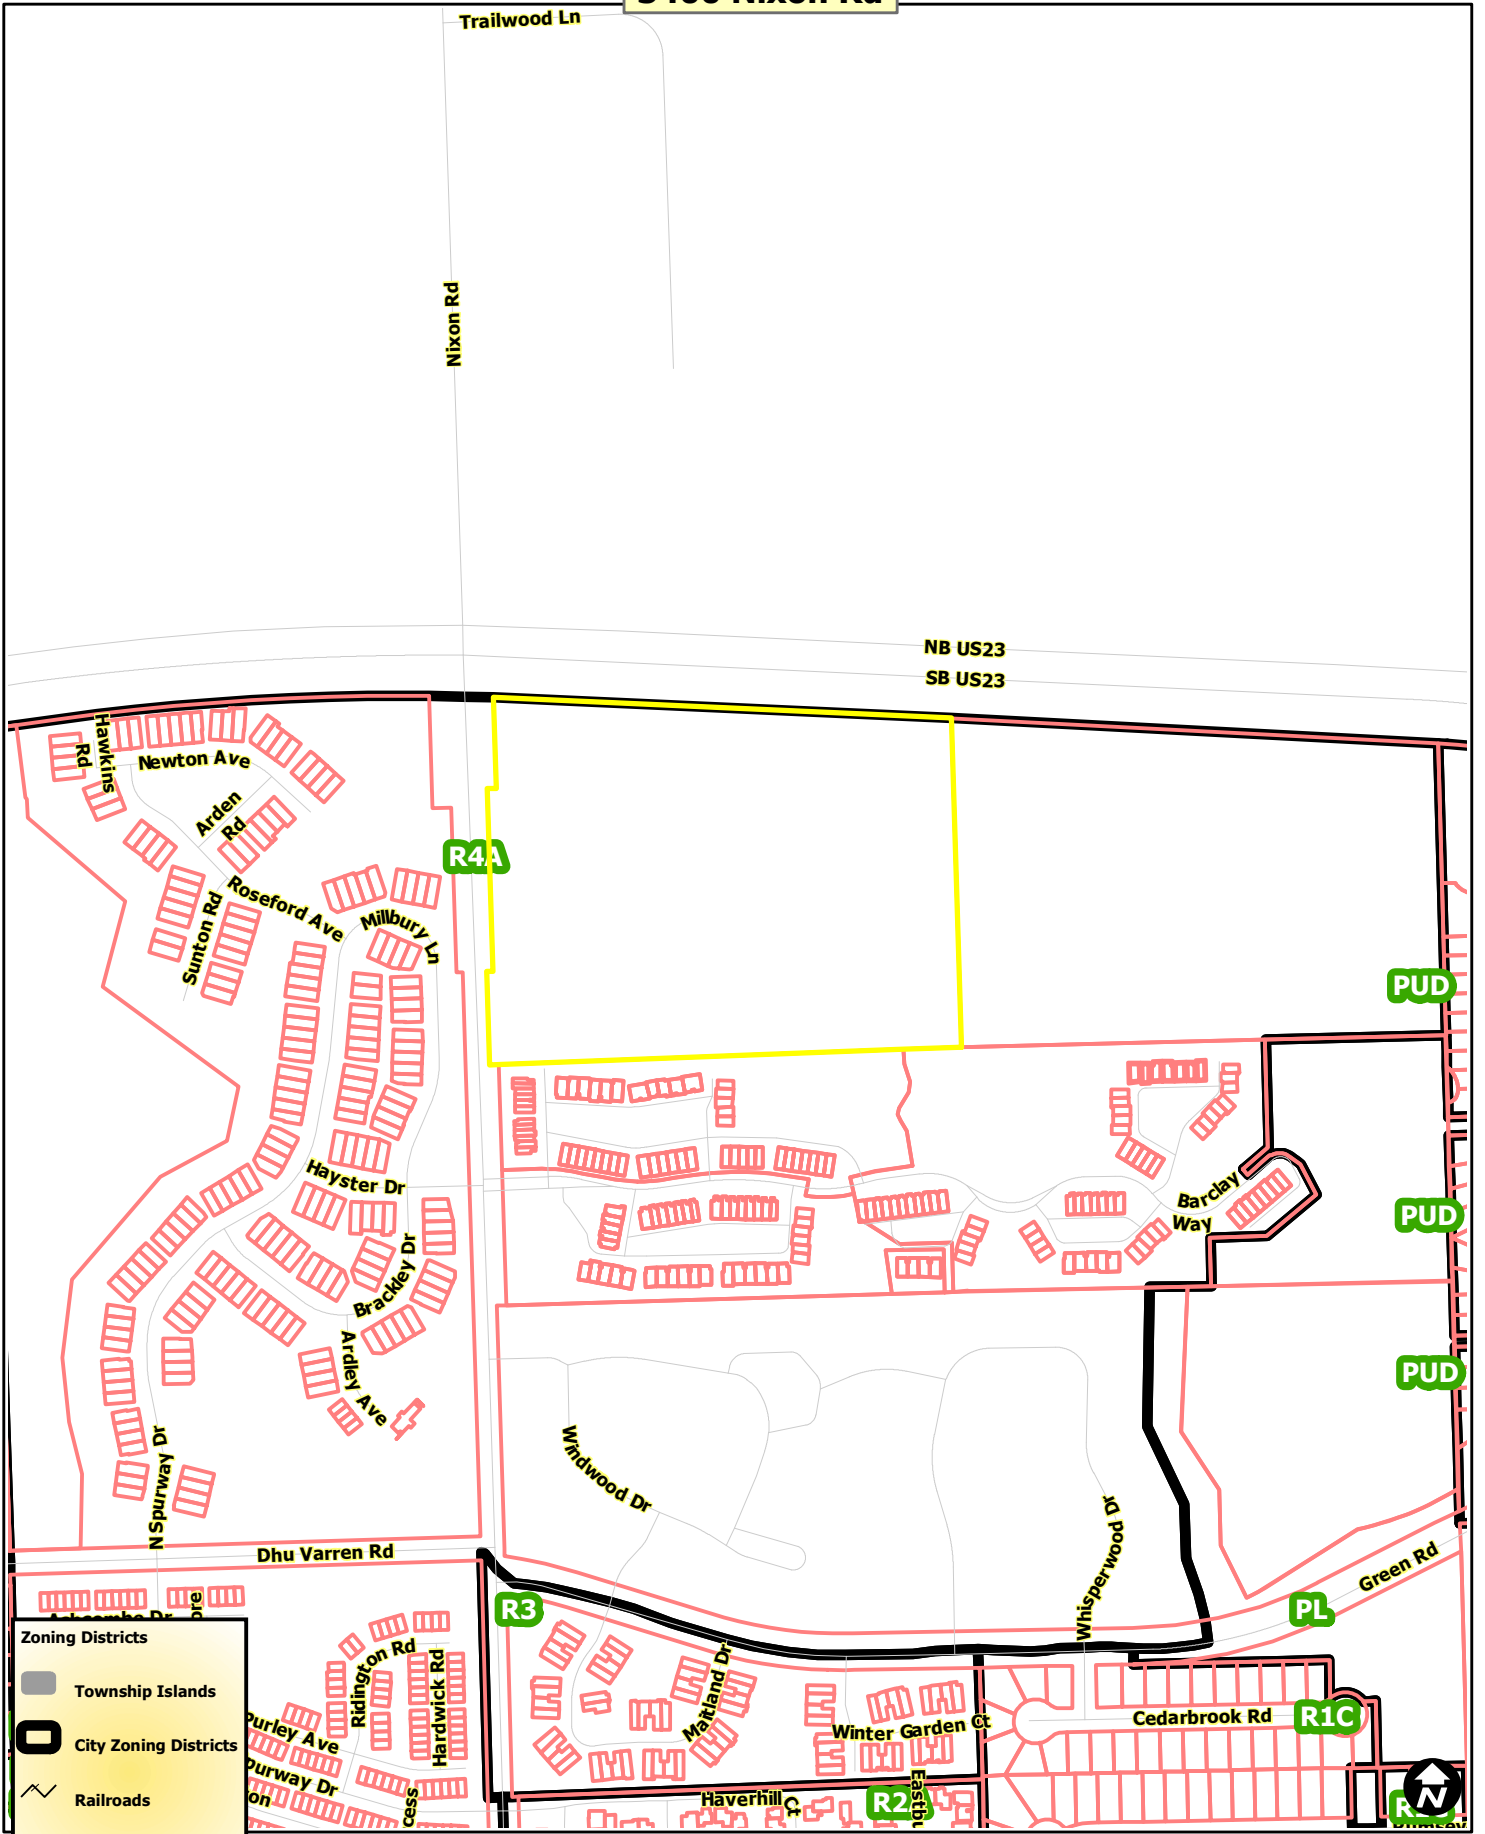 Nixon Rd
Trailwood Ln
Nixon Rd
NB US23
SB US23
Hawkins
Rd
Newton Ave
Arden
Rd
R4A
Roseford Ave
Millbury Ln
Sunton Rd
PUD
Hayster Dr
Barclay
Way
PUD
Brackley Dr
Ardley Ave
PUD
Windwood Dr
N Spurway Dr
Whisperwood Dr
Dhu Varren Rd
Green Rd
R3
PL
Ridington Rd
Hardwick Rd
Maitland Dr
Winter Garden Ct
Cedarbrook Rd
R1C
Purley Ave
Haverhill Ct
Zoning Districts
Township Islands
City Zoning Districts
Railroads
N